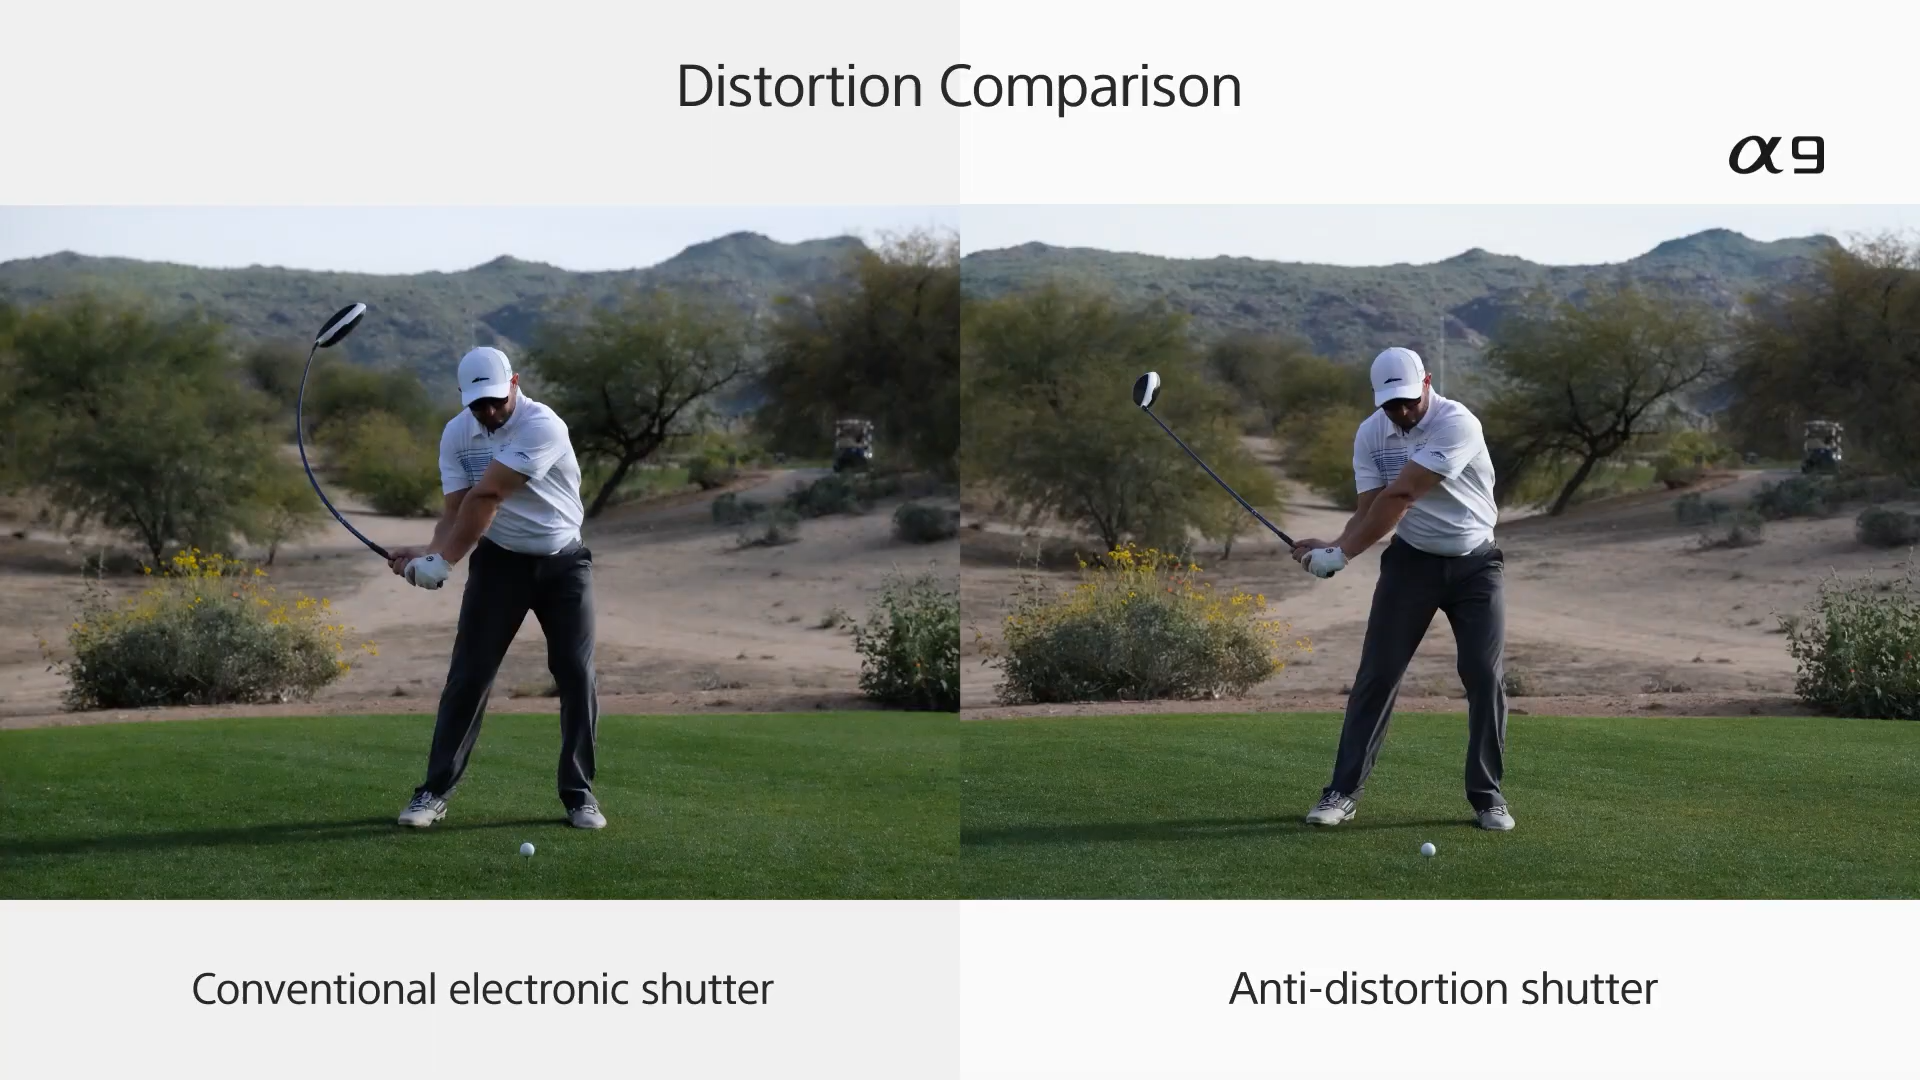 Distortion Comparison
α9
Conventional electronic shutter
Anti-distortion shutter